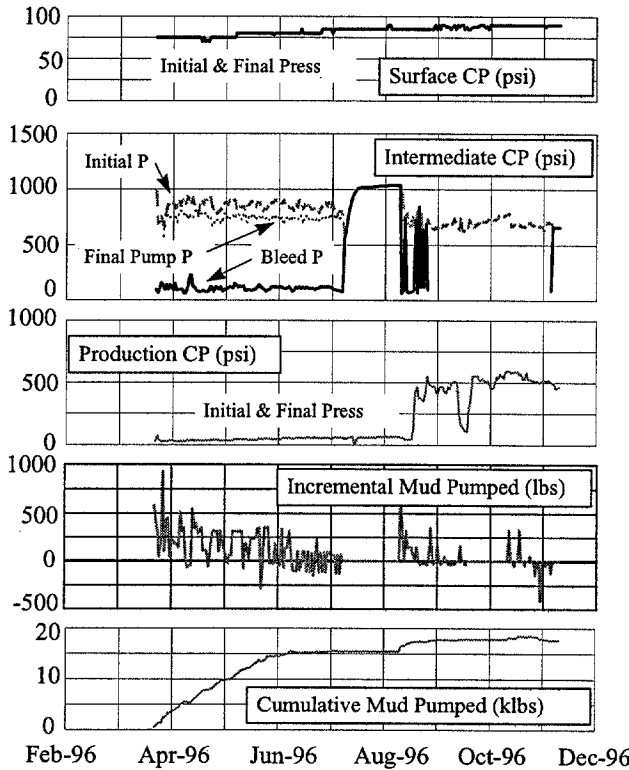 100
50
0
Initial & Final Press
Surface CP (psi)
1500
1000
500
0
Initial P
Intermediate CP (psi)
Final Pump P
Bleed P
1000
500
0
Production CP (psi)
Initial & Final Press
1000
500
0
-500
Incremental Mud Pumped (lbs)
20
10
0
Cumulative Mud Pumped (klbs)
Feb-96 Apr-96 Jun-96 Aug-96 Oct-96 Dec-96